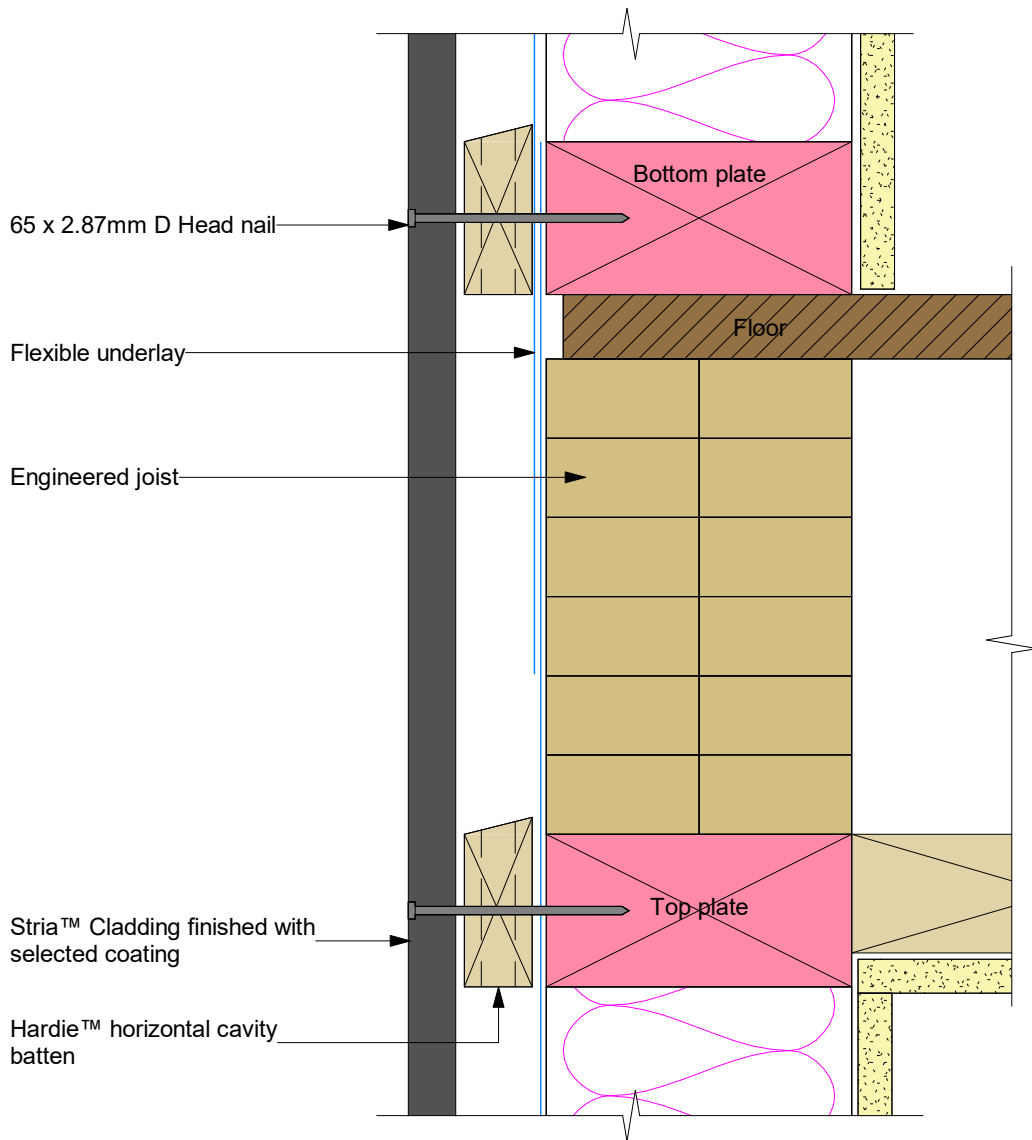 Bottom plate
65 x 2.87mm D Head nail
Floor
Flexible underlay
Engineered joist
Top plate
Stria™ Cladding finished with
selected coating
Hardie™ horizontal cavity
batten